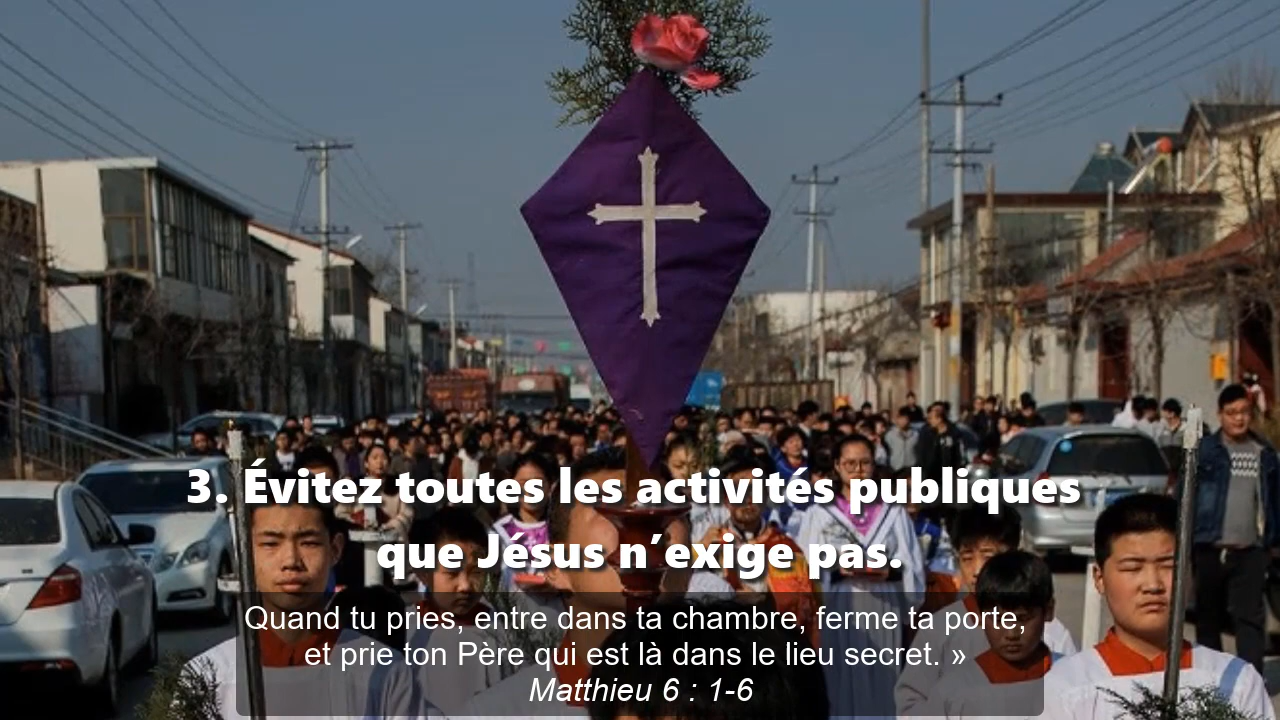 3. Évitez toutes les activités publiques
que Jésus n’exige pas.
Quand tu pries, entre dans ta chambre, ferme ta porte,
et prie ton Père qui est là dans le lieu secret. »
Matthieu 6 : 1-6